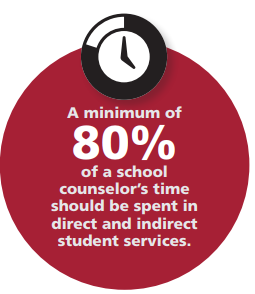 A minimum of
80%
of a school
counselor's time
should be spent in
direct and indirect
student services.